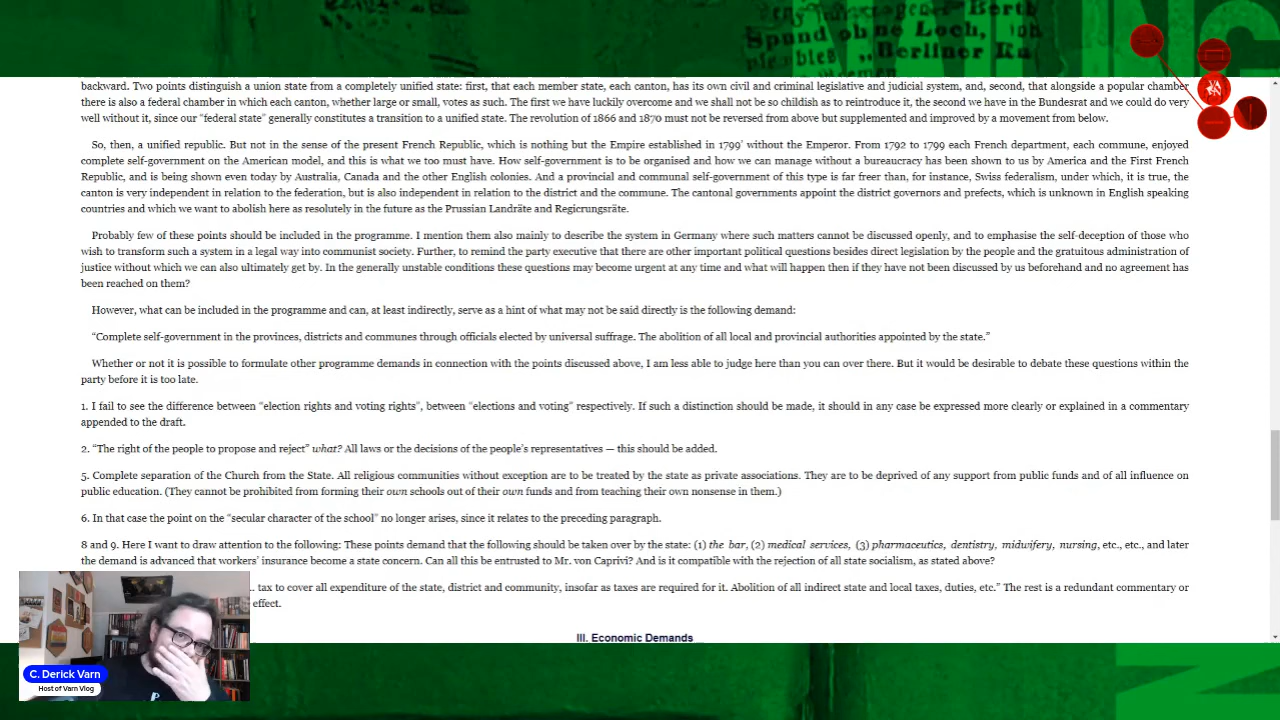 Berth
Spund ohne Loch,
„Berliner
backward. Two points distinguish a union state from a completely unified state: first, that each member state, each canton, has its own civil and criminal legislative and judicial system, and, second, that alongside a popular chamber
there is also a federal chamber in which each canton, whether large or small, votes as such. The first we have luckily overcome and we shall not be so childish as to reintroduce it, the second we have in the Bundesrat and we could do very
well without it, since our “federal state” generally constitutes a transition to a unified state. The revolution of 1866 and 1870 must not be reversed from above but supplemented and improved by a movement from below.
So, then, a unified republic. But not in the sense of the present French Republic, which is nothing but the Empire established in 1799’ without the Emperor. From 1792 to 1799 each French department, each commune, enjoyed
complete self-government on the American model, and this is what we too must have. How self-government is to be organised and how we can manage without a bureaucracy has been shown to us by America and the First French
Republic, and is being shown even today by Australia, Canada and the other English colonies. And a provincial and communal self-government of this type is far freer than, for instance, Swiss federalism, under which, it is true, the
canton is very independent in relation to the federation, but is also independent in relation to the district and the commune. The cantonal governments appoint the district governors and prefects, which is unknown in English speaking
countries and which we want to abolish here as resolutely in the future as the Prussian Landräte and Regicrungsräte.
Probably few of these points should be included in the programme. I mention them also mainly to describe the system in Germany where such matters cannot be discussed openly, and to emphasise the self-deception of those who
wish to transform such a system in a legal way into communist society. Further, to remind the party executive that there are other important political questions besides direct legislation by the people and the gratuitous administration of
justice without which we can also ultimately get by. In the generally unstable conditions these questions may become urgent at any time and what will happen then if they have not been discussed by us beforehand and no agreement has
been reached on them?
However, what can be included in the programme and can, at least indirectly, serve as a hint of what may not be said directly is the following demand:
“Complete self-government in the provinces, districts and communes through officials elected by universal suffrage. The abolition of all local and provincial authorities appointed by the state.”
Whether or not it is possible to formulate other programme demands in connection with the points discussed above, I am less able to judge here than you can over there. But it would be desirable to debate these questions within the
party before it is too late.
1. I fail to see the difference between “election rights and voting rights”, between “elections and voting” respectively. If such a distinction should be made, it should in any case be expressed more clearly or explained in a commentary
appended to the draft.
2. “The right of the people to propose and reject” what? All laws or the decisions of the people’s representatives — this should be added.
5. Complete separation of the Church from the State. All religious communities without exception are to be treated by the state as private associations. They are to be deprived of any support from public funds and of all influence on
public education. (They cannot be prohibited from forming their own schools out of their own funds and from teaching their own nonsense in them.)
6. In that case the point on the “secular character of the school” no longer arises, since it relates to the preceding paragraph.
8 and 9. Here I want to draw attention to the following: These points demand that the following should be taken over by the state: (1) the bar, (2) medical services, (3) pharmaceutics, dentistry, midwifery, nursing, etc., etc., and later
the demand is advanced that workers’ insurance become a state concern. Can all this be entrusted to Mr. von Caprivi? And is it compatible with the rejection of all state socialism, as stated above?
.. tax to cover all expenditure of the state, district and community, insofar as taxes are required for it. Abolition of all indirect state and local taxes, duties, etc.” The rest is a redundant commentary or
effect.
III. Economic Demands
C. Derick Varn
Host of Varn Vlog